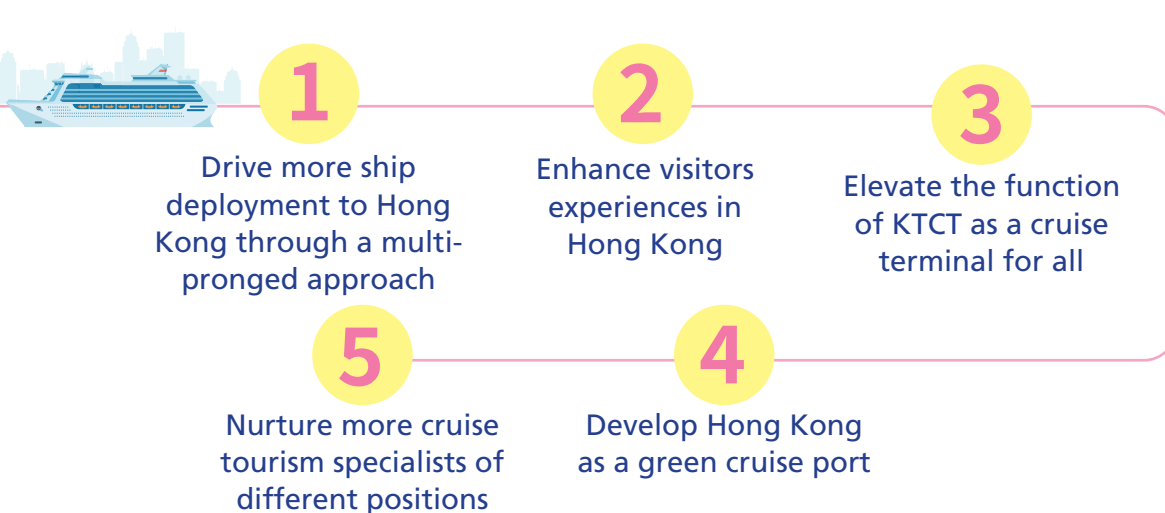 1
Drive more ship
deployment to Hong
Kong through a multi-
pronged approach
2
Enhance visitors
experiences in
Hong Kong
3
Elevate the function
of KTCT as a cruise
terminal for all
4
Develop Hong Kong
as a green cruise port
5
Nurture more cruise
tourism specialists of
different positions